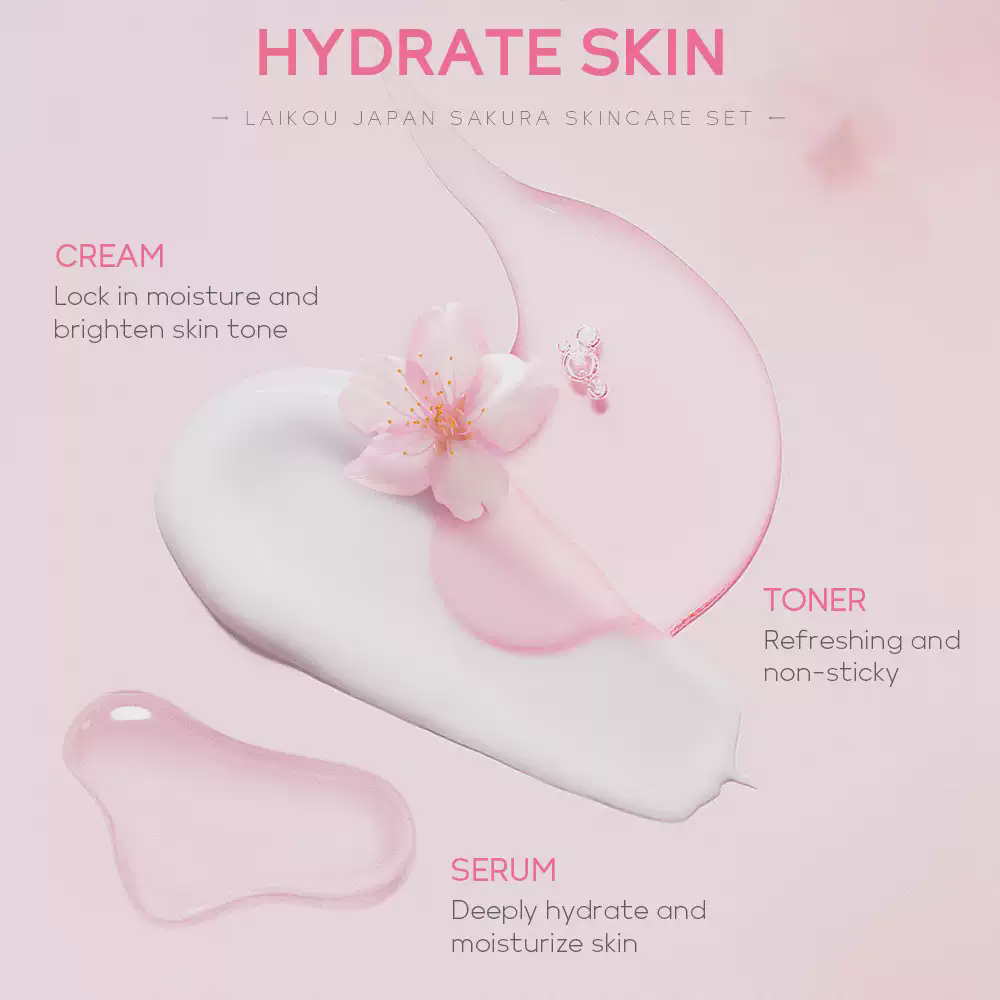 HYDRATE SKIN
→ LAIKOU JAPAN SAKURA SKINCARE SET ←
CREAM
Lock in moisture and
brighten skin tone
TONER
Refreshing and
non-sticky
SERUM
Deeply hydrate and
moisturize skin